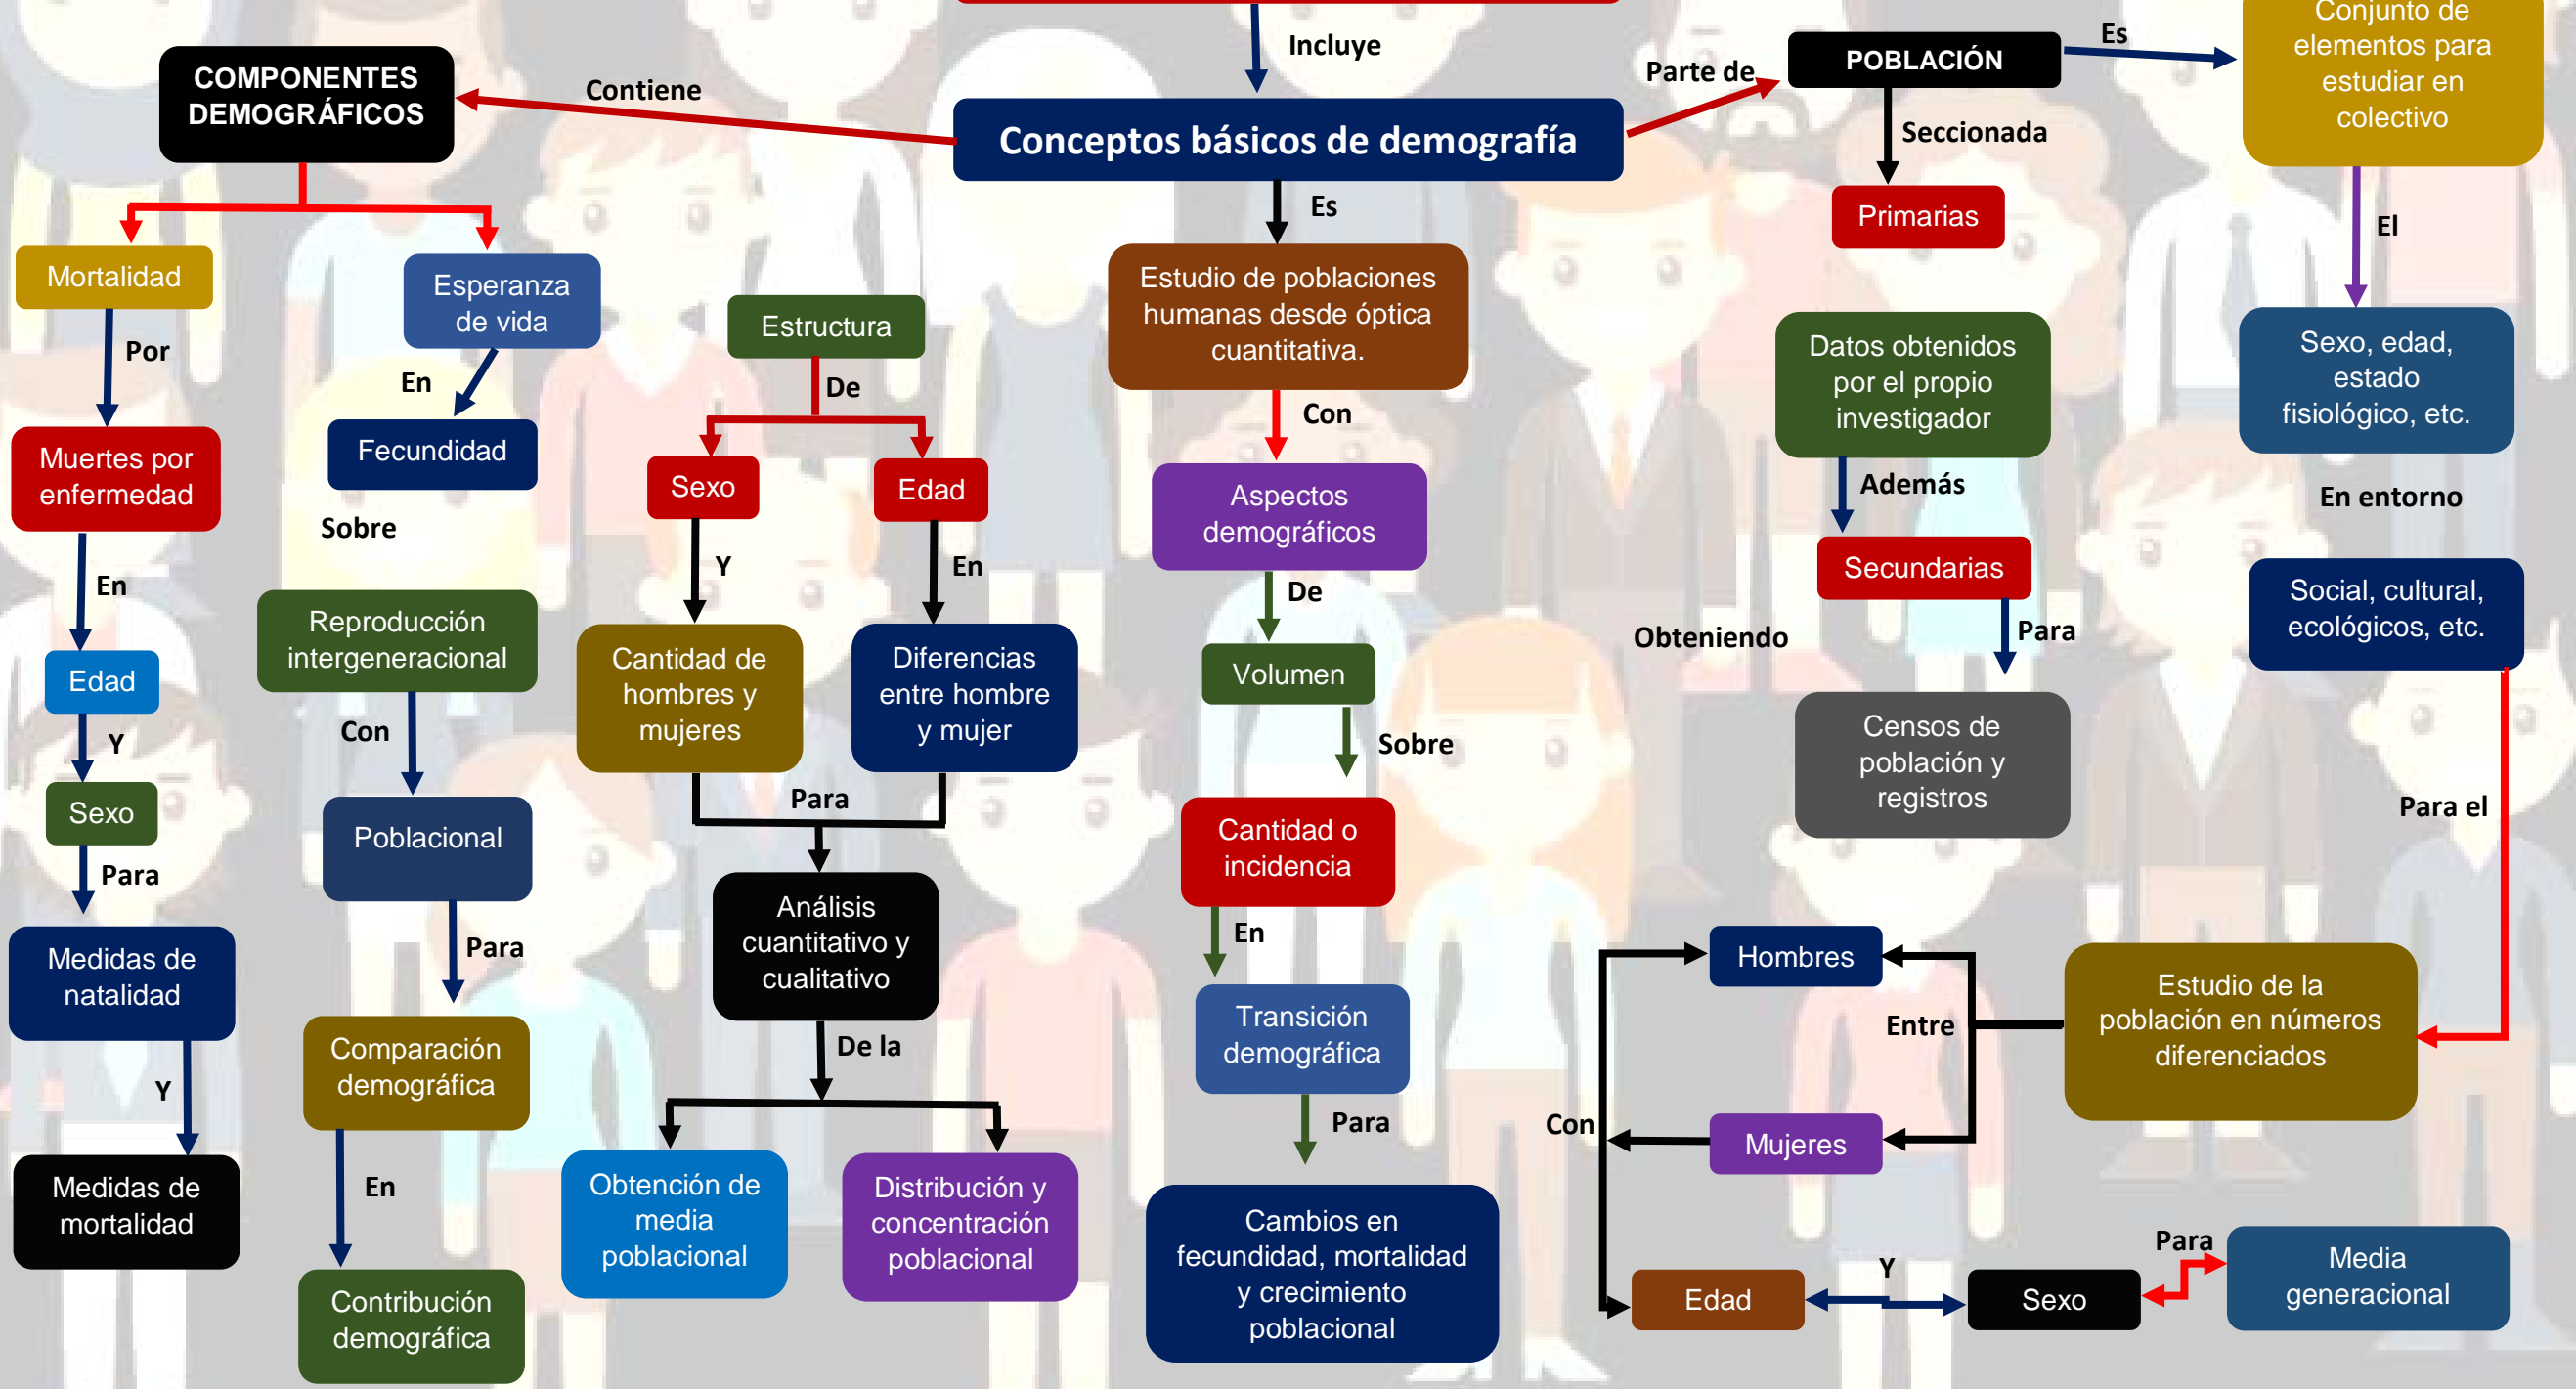 Incluye
Conceptos básicos de demografía
Contiene
COMPONENTES
DEMOGRÁFICOS
Mortalidad
Por
Muertes por
enfermedad
En
Edad
Y
Sexo
Para
Medidas de
natalidad
Y
Medidas de
mortalidad
Esperanza
de vida
En
Fecundidad
Sobre
Reproducción
intergeneracional
Con
Poblacional
Para
Comparación
demográfica
En
Contribución
demográfica
Estructura
De
Sexo
Edad
Y
En
Cantidad de
hombres y
mujeres
Diferencias
entre hombre
y mujer
Para
Análisis
cuantitativo y
cualitativo
De la
Obtención de
media
poblacional
Distribución y
concentración
poblacional
Es
Estudio de poblaciones
humanas desde óptica
cuantitativa.
Con
Aspectos
demográficos
De
Volumen
Sobre
Cantidad o
incidencia
En
Transición
demográfica
Para
Cambios en
fecundidad, mortalidad
y crecimiento
poblacional
Parte de
POBLACIÓN
Seccionada
Primarias
Datos obtenidos
por el propio
investigador
Además
Secundarias
Obteniendo
Para
Censos de
población y
registros
Es
Conjunto de
elementos para
estudiar en
colectivo
El
Sexo, edad,
estado
fisiológico, etc.
En entorno
Social, cultural,
ecológicos, etc.
Para el
Estudio de la
población en números
diferenciados
Entre
Hombres
Mujeres
Con
Edad
Y
Sexo
Para
Media
generacional